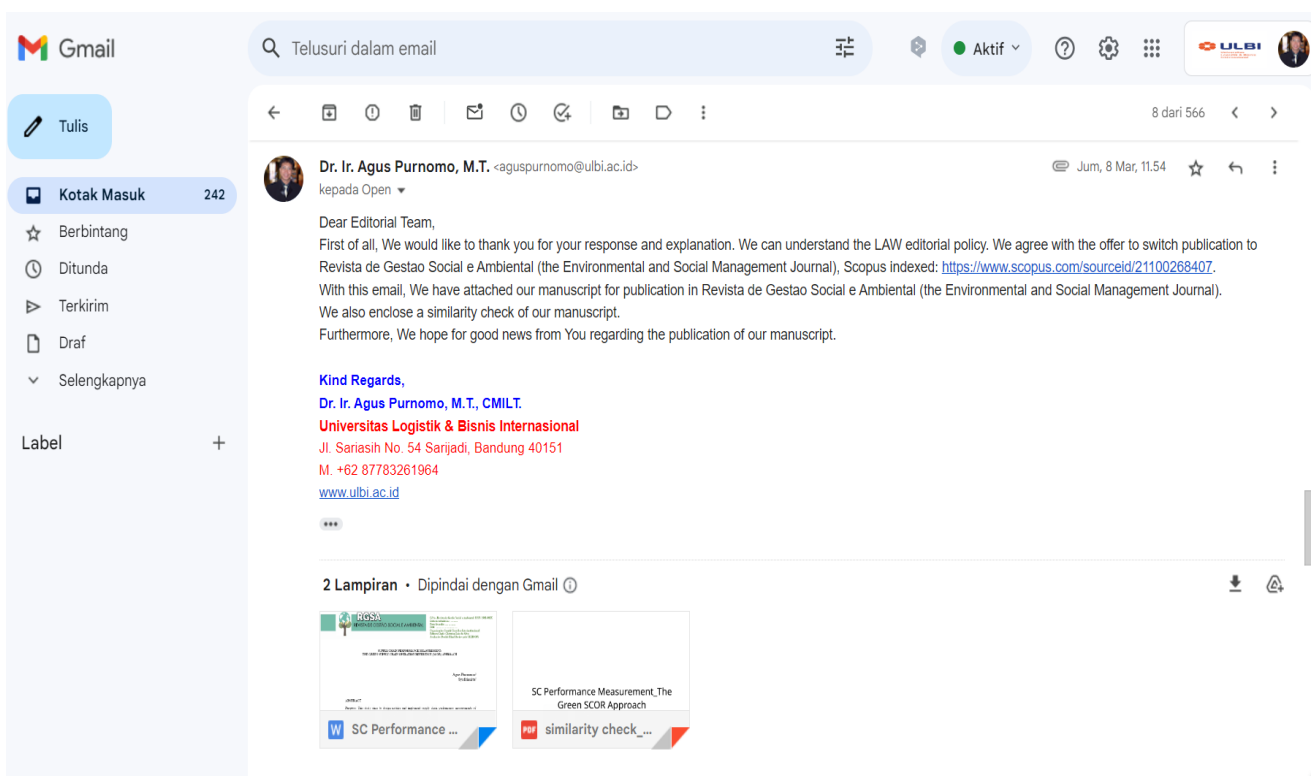 Gmail
Telusuri dalam email
Aktif
ULBI
Tulis
8 dari 566
Kotak Masuk 242
Berbintang
Ditunda
Terkirim
Draf
Selengkapnya
Label
Dr. Ir. Agus Purnomo, M.T. <aguspurnomo@ulbi.ac.id>
Jum, 8 Mar, 11.54
kepada Open
Dear Editorial Team,
First of all, We would like to thank you for your response and explanation. We can understand the LAW editorial policy. We agree with the offer to switch publication to
Revista de Gestao Social e Ambiental (the Environmental and Social Management Journal), Scopus indexed: https://www.scopus.com/sourceid/21100268407.
With this email, We have attached our manuscript for publication in Revista de Gestao Social e Ambiental (the Environmental and Social Management Journal).
We also enclose a similarity check of our manuscript.
Furthermore, We hope for good news from You regarding the publication of our manuscript.
Kind Regards,
Dr. Ir. Agus Purnomo, M.T., CMILT.
Universitas Logistik & Bisnis Internasional
Jl. Sariasih No. 54 Sarijadi, Bandung 40151
M. +62 87783261964
www.ulbi.ac.id
2 Lampiran • Dipindai dengan Gmail
RGSA
Agus Purnomo
ABSTRACT
W SC Performance ...
SC Performance Measurement_The
Green SCOR Approach
PDF similarity check_...